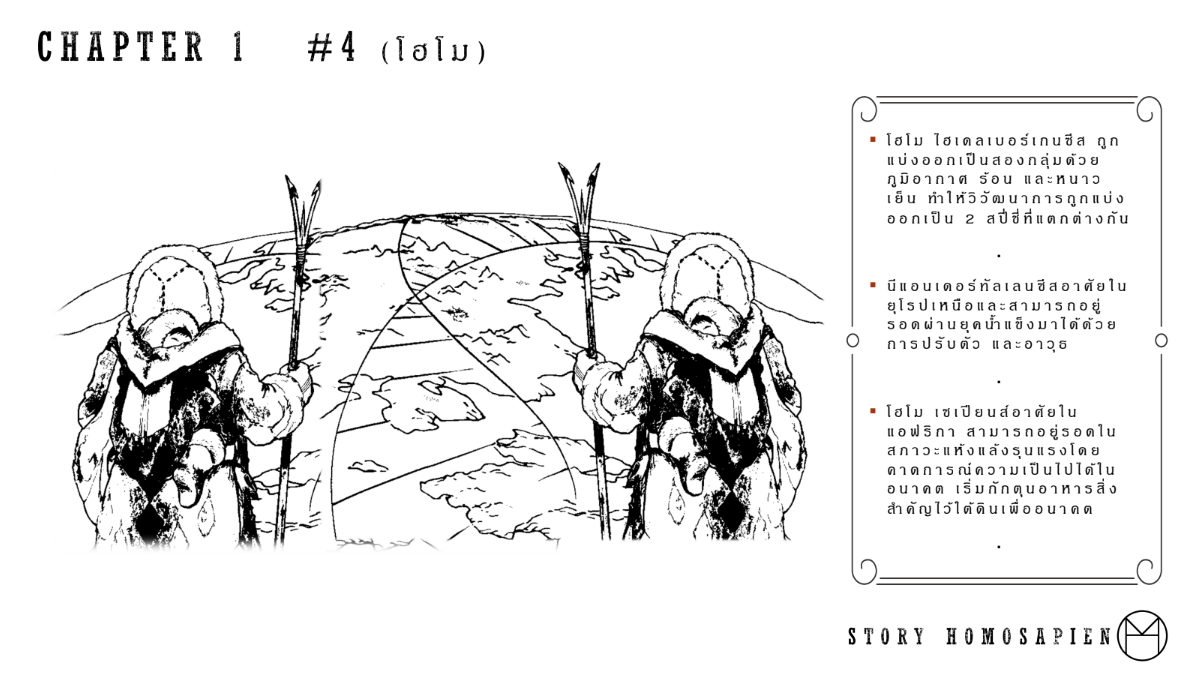 CHAPTER 1 #4 (โฮโม)
โฮโม ไฮเดลเบอร์เกนซีส ถูก
แบ่งออกเป็นสองกลุ่มด้วย
ภูมิอากาศ ร้อน และหนาว
เย็น ทำให้วิวัฒนาการถูกแบ่ง
ออกเป็น 2 สปีชี่ที่แตกต่างกัน
.
นีแอนเดอร์ทัลเลนซีสอาศัยใน
ยุโรปเหนือและสามารถอยู่
รอดผ่านยุคน้ำแข็งมาได้ด้วย
การปรับตัว และอาวุธ
.
โฮโม เซเปียนส์อาศัยใน
แอฟริกา สามารถอยู่รอดใน
สภาวะแห้งแล้งรุนแรงโดย
คาดการณ์ความเป็นไปได้ใน
อนาคต เริ่มกักตุนอาหารสิ่ง
สำคัญไว้ใต้ดินเพื่ออนาคต
.
STORY HOMOSAPIEN